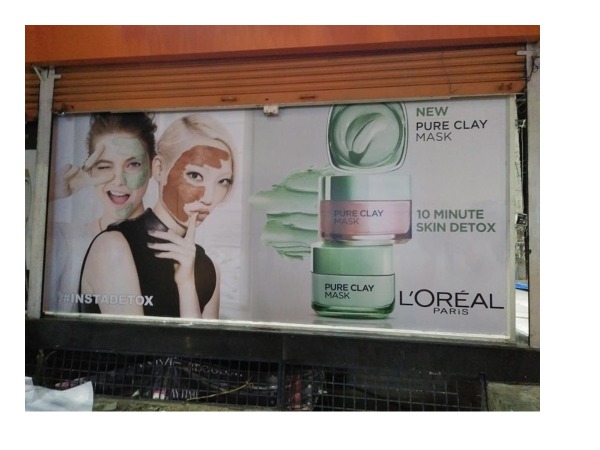 NEW
PURE CLAY
MASK
PURE CLAY
MASK
10 MINUTE
SKIN DETOX
PURE CLAY
MASK
#INSTADETOX
L'ORÉAL
PARIS